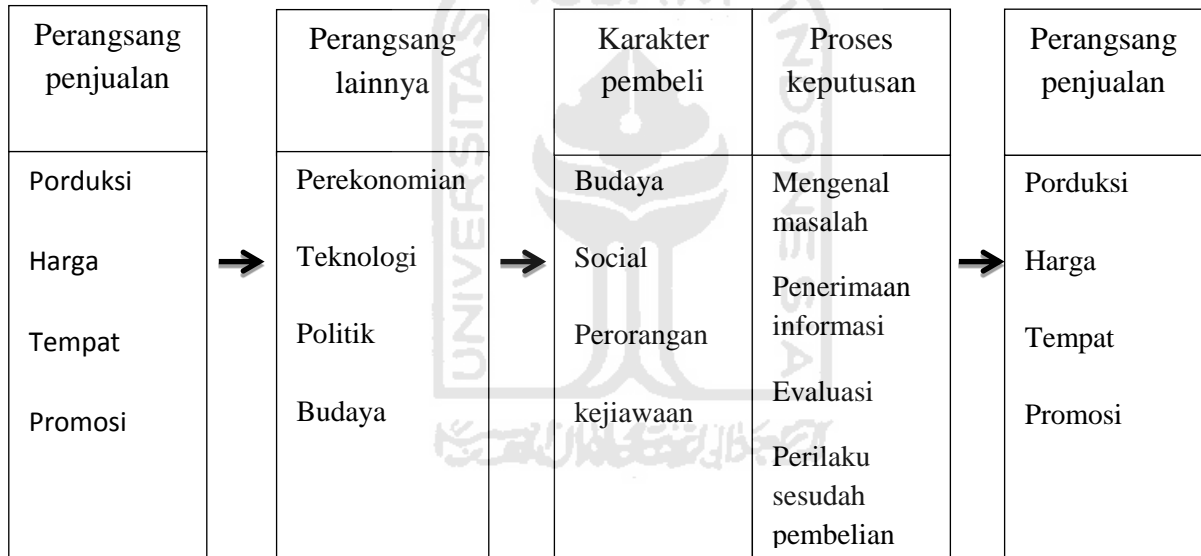 Perangsang
penjualan
Porduksi
Harga
Tempat
Promosi
Perangsang
lainnya
Perekonomian
Teknologi
Politik
Budaya
Karakter
pembeli
Budaya
Social
Perorangan
kejiawaan
Proses
keputusan
Mengenal
masalah
Penerimaan
informasi
Evaluasi
Perilaku
sesudah
pembelian
Perangsang
penjualan
Porduksi
Harga
Tempat
Promosi
UNIVERSITAS